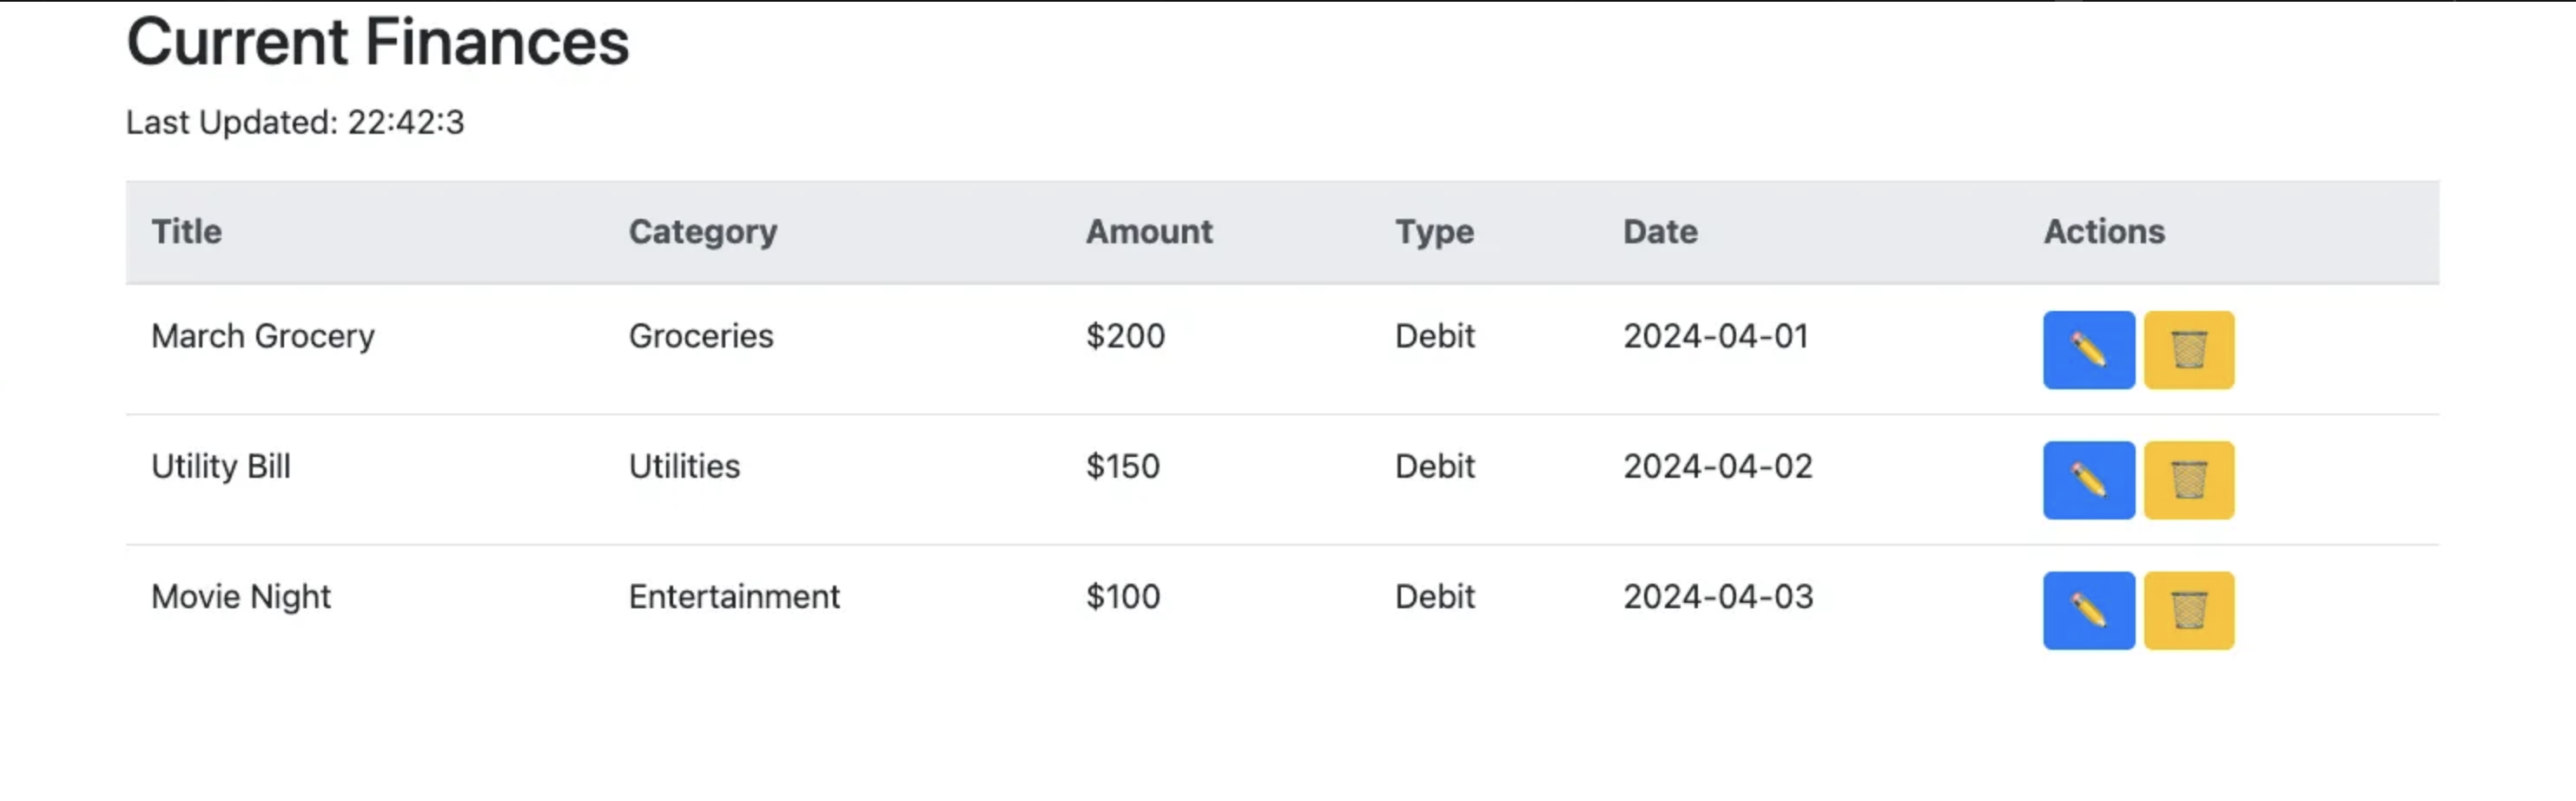 Current Finances
Last Updated: 22:42:3
Title Category Amount Type Date Actions
March Grocery Groceries $200 Debit 2024-04-01
Utility Bill Utilities $150 Debit 2024-04-02
Movie Night Entertainment $100 Debit 2024-04-03